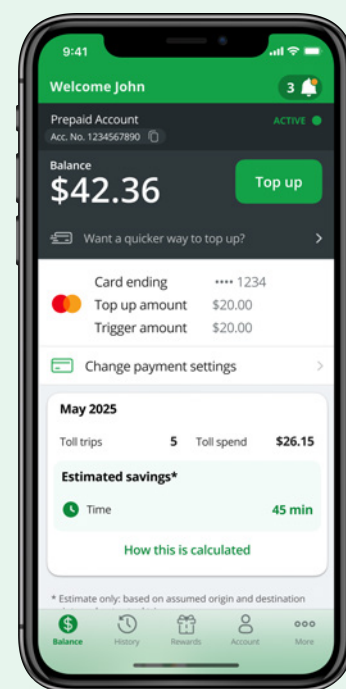 9:41
Welcome John
3
Prepaid Account
ACTIVE
Acc. No. 1234567890
Balance
$42.36
Top up
Want a quicker way to top up?
Card ending •••• 1234
Top up amount $20.00
Trigger amount $20.00
Change payment settings
May 2025
Toll trips 5 Toll spend $26.15
Estimated savings*
Time 45 min
How this is calculated
* Estimate only: based on assumed origin and destination
Balance History Rewards Account More